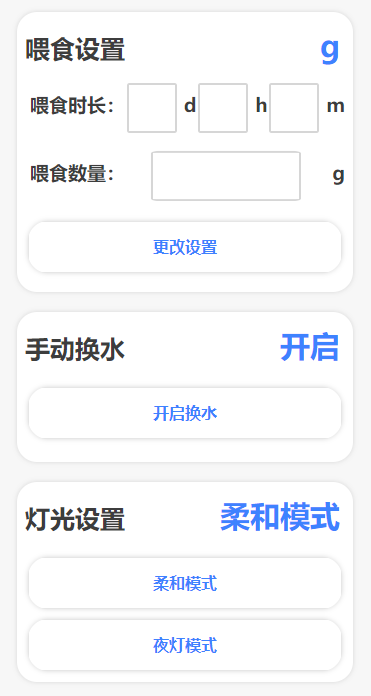 喂食设置 g
喂食时长： d h m
喂食数量： g
更改设置
手动换水 开启
开启换水
灯光设置 柔和模式
柔和模式
夜灯模式